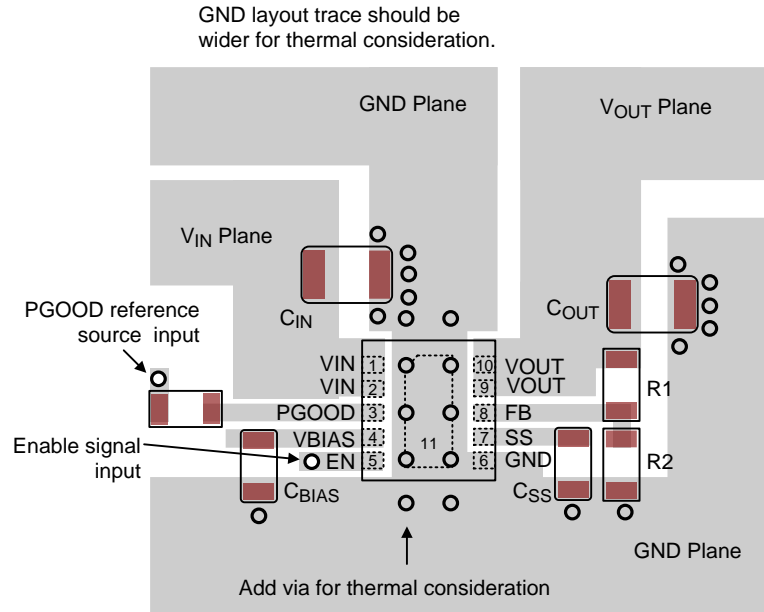 GND layout trace should be
wider for thermal consideration.
GND Plane
VOUT Plane
VIN Plane
PGOOD reference
source input
CIN
COUT
VIN 1
VIN 2
PGOOD 3
VBIAS 4
EN 5
10 VOUT
9 VOUT
8 FB
7 SS
6 GND
11
R1
R2
Enable signal
input
CBIAS
CSS
GND Plane
Add via for thermal consideration